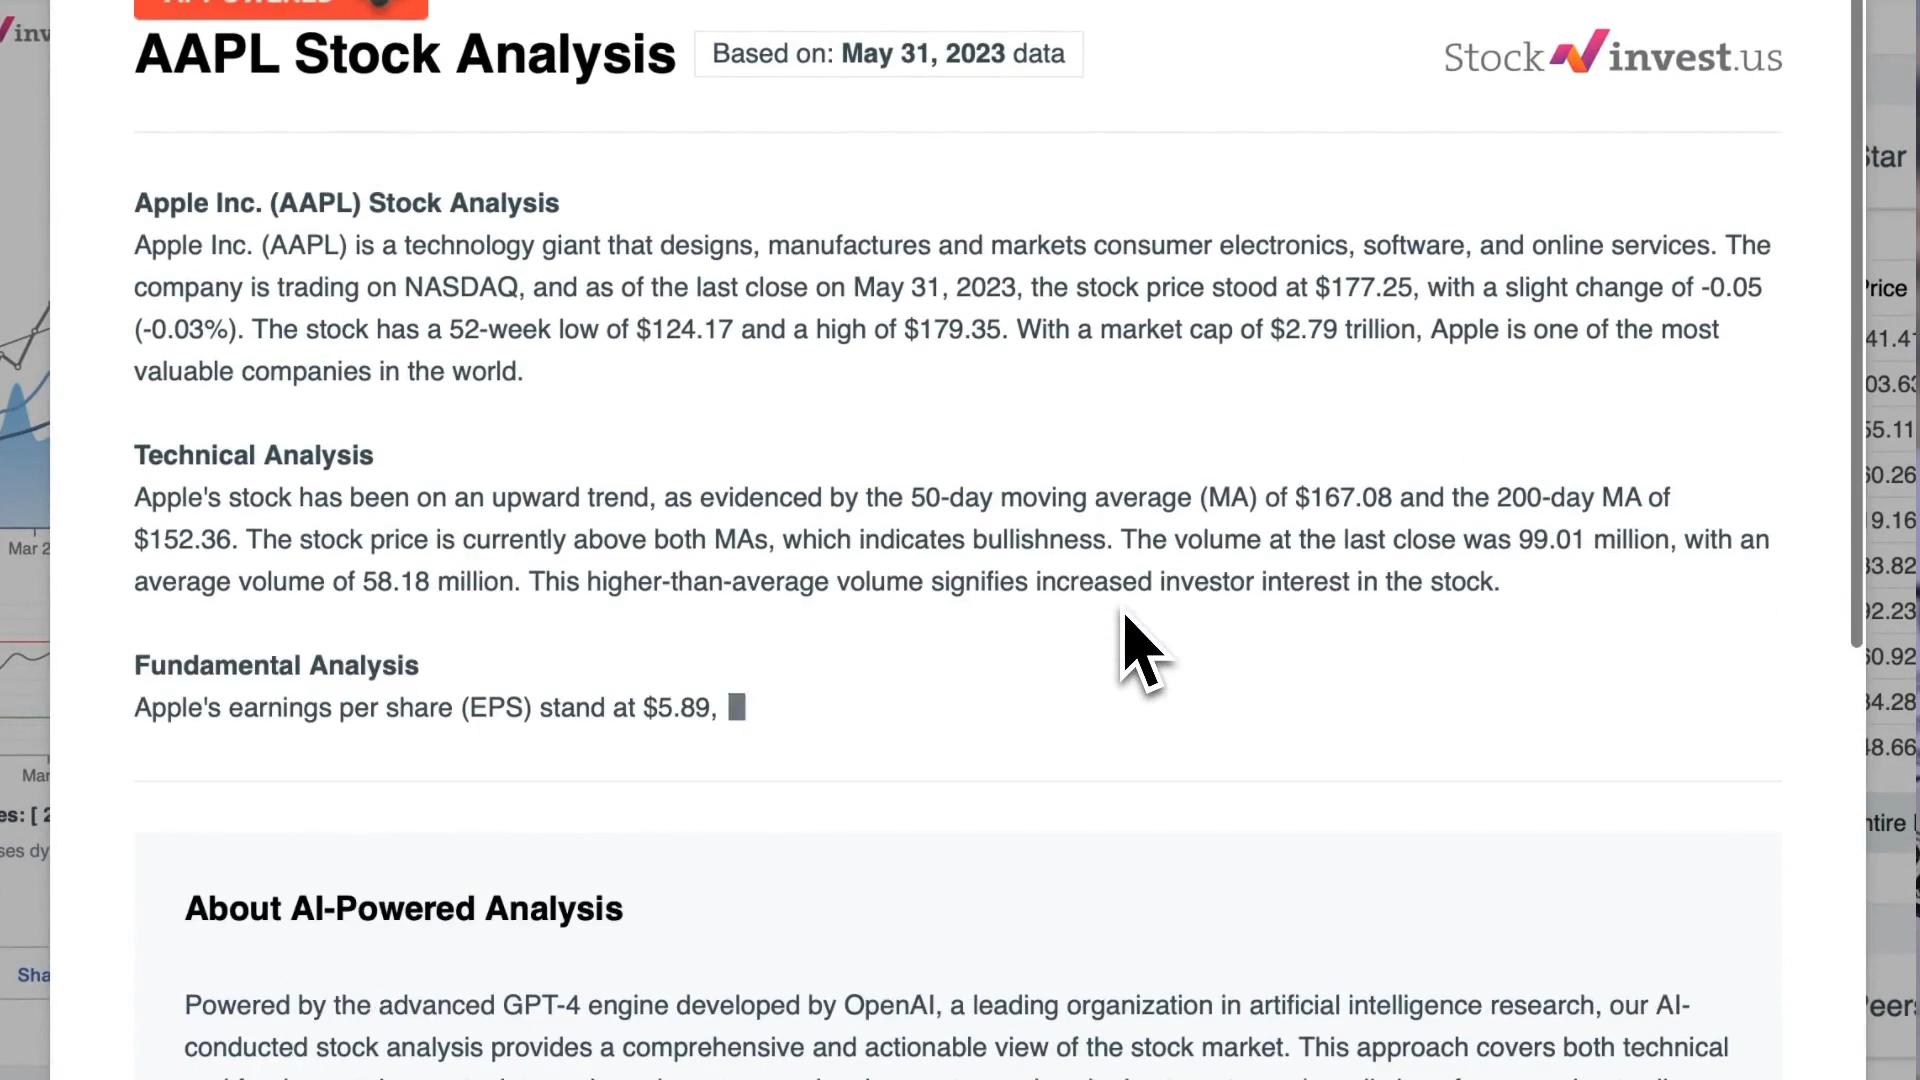 AAPL Stock Analysis
Based on: May 31, 2023 data
Stock invest.us
Apple Inc. (AAPL) Stock Analysis
Apple Inc. (AAPL) is a technology giant that designs, manufactures and markets consumer electronics, software, and online services. The
company is trading on NASDAQ, and as of the last close on May 31, 2023, the stock price stood at $177.25, with a slight change of -0.05
(-0.03%). The stock has a 52-week low of $124.17 and a high of $179.35. With a market cap of $2.79 trillion, Apple is one of the most
valuable companies in the world.
Technical Analysis
Apple's stock has been on an upward trend, as evidenced by the 50-day moving average (MA) of $167.08 and the 200-day MA of
$152.36. The stock price is currently above both MAs, which indicates bullishness. The volume at the last close was 99.01 million, with an
average volume of 58.18 million. This higher-than-average volume signifies increased investor interest in the stock.
Fundamental Analysis
Apple's earnings per share (EPS) stand at $5.89,
About AI-Powered Analysis
Powered by the advanced GPT-4 engine developed by OpenAI, a leading organization in artificial intelligence research, our AI-
conducted stock analysis provides a comprehensive and actionable view of the stock market. This approach covers both technical